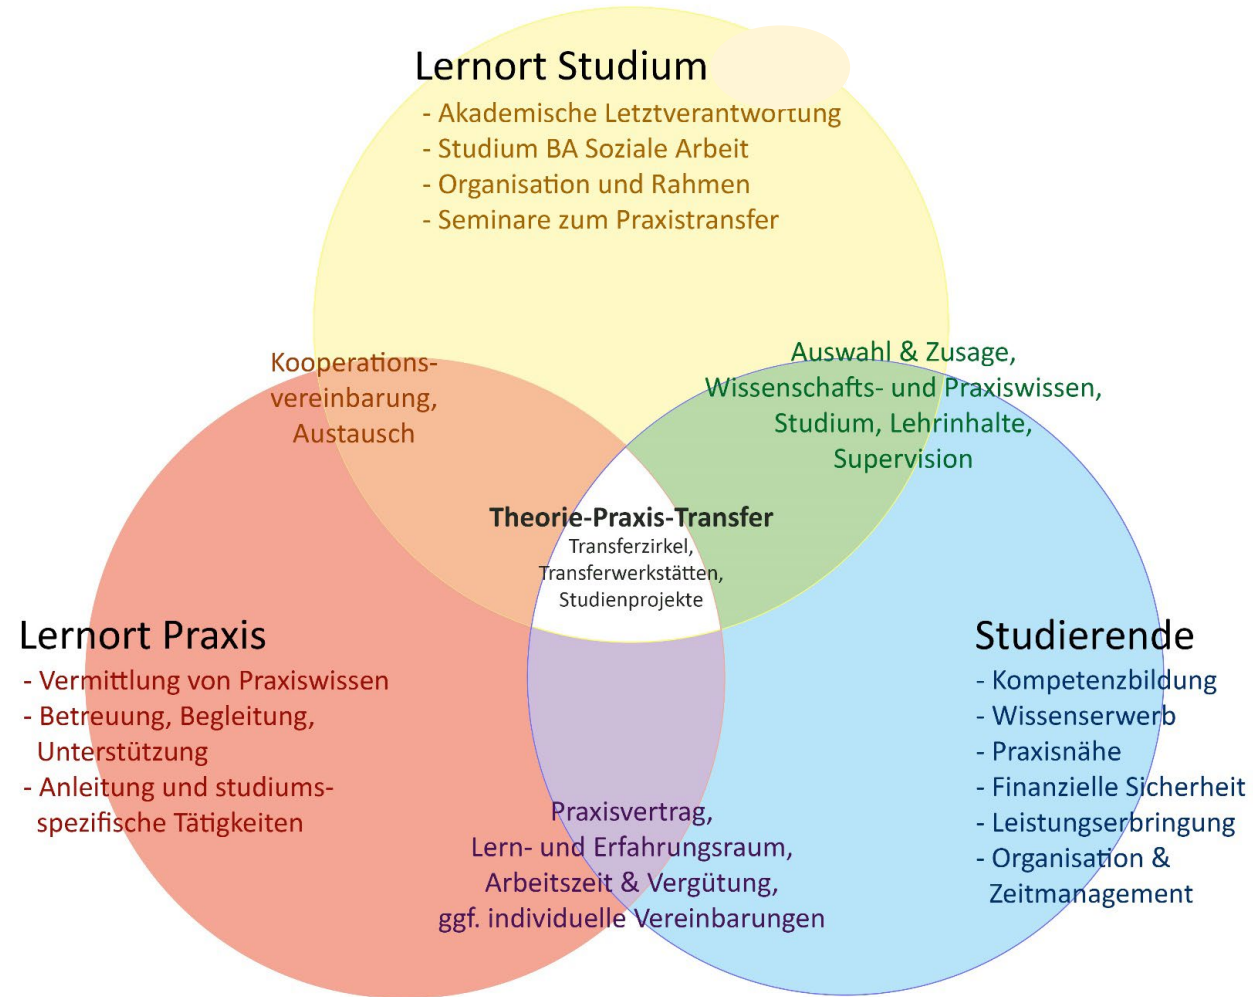 Lernort Studium
- Akademische Letztverantwortung
- Studium BA Soziale Arbeit
- Organisation und Rahmen
- Seminare zum Praxistransfer
Kooperations-
vereinbarung,
Austausch
Auswahl & Zusage,
Wissenschafts- und Praxiswissen,
Studium, Lehrinhalte,
Supervision
Theorie-Praxis-Transfer
Transferzirkel,
Transferwerkstätten,
Studienprojekte
Lernort Praxis
- Vermittlung von Praxiswissen
- Betreuung, Begleitung,
Unterstützung
- Anleitung und studiums-
spezifische Tätigkeiten
Studierende
- Kompetenzbildung
- Wissenserwerb
- Praxisnähe
- Finanzielle Sicherheit
- Leistungserbringung
- Organisation &
Zeitmanagement
Praxisvertrag,
Lern- und Erfahrungsraum,
Arbeitszeit & Vergütung,
ggf. individuelle Vereinbarungen